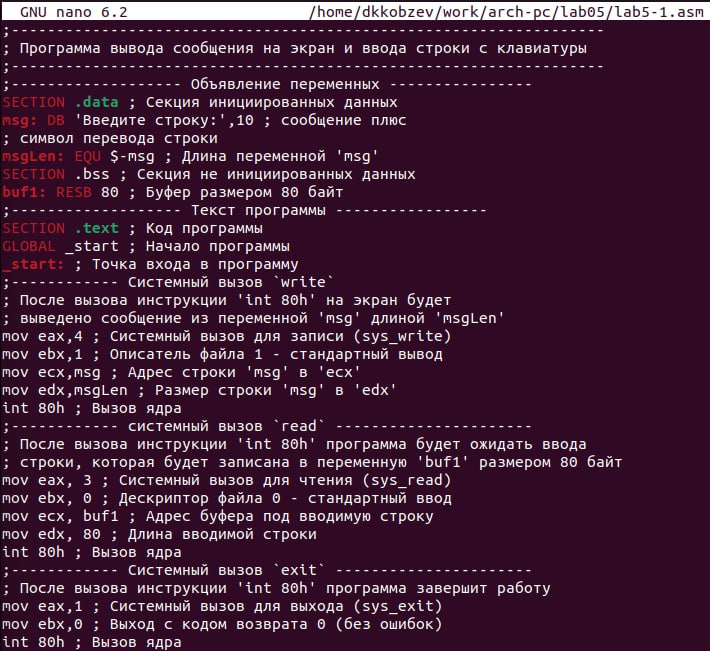 GNU nano 6.2 /home/dkkobzev/work/arch-pc/lab05/lab5-1.asm
;------------------------------------------------------------------
; Программа вывода сообщения на экран и ввода строки с клавиатуры
;------------------------------------------------------------------
;------------------- Объявление переменных ----------------
SECTION .data ; Секция инициированных данных
msg: DB 'Введите строку:',10 ; сообщение плюс
; символ перевода строки
msgLen: EQU $-msg ; Длина переменной 'msg'
SECTION .bss ; Секция не инициированных данных
buf1: RESB 80 ; Буфер размером 80 байт
;------------------- Текст программы -----------------
SECTION .text ; Код программы
GLOBAL _start ; Начало программы
_start: ; Точка входа в программу
;------------ Cистемный вызов `write`
; После вызова инструкции 'int 80h' на экран будет
; выведено сообщение из переменной 'msg' длиной 'msgLen'
mov eax,4 ; Системный вызов для записи (sys_write)
mov ebx,1 ; Описатель файла 1 - стандартный вывод
mov ecx,msg ; Адрес строки 'msg' в 'ecx'
mov edx,msgLen ; Размер строки 'msg' в 'edx'
int 80h ; Вызов ядра
;------------ системный вызов `read` ----------------------
; После вызова инструкции 'int 80h' программа будет ожидать ввода
; строки, которая будет записана в переменную 'buf1' размером 80 байт
mov eax, 3 ; Системный вызов для чтения (sys_read)
mov ebx, 0 ; Дескриптор файла 0 - стандартный ввод
mov ecx, buf1 ; Адрес буфера под вводимую строку
mov edx, 80 ; Длина вводимой строки
int 80h ; Вызов ядра
;------------ Системный вызов `exit` ----------------------
; После вызова инструкции 'int 80h' программа завершит работу
mov eax,1 ; Системный вызов для выхода (sys_exit)
mov ebx,0 ; Выход с кодом возврата 0 (без ошибок)
int 80h ; Вызов ядра